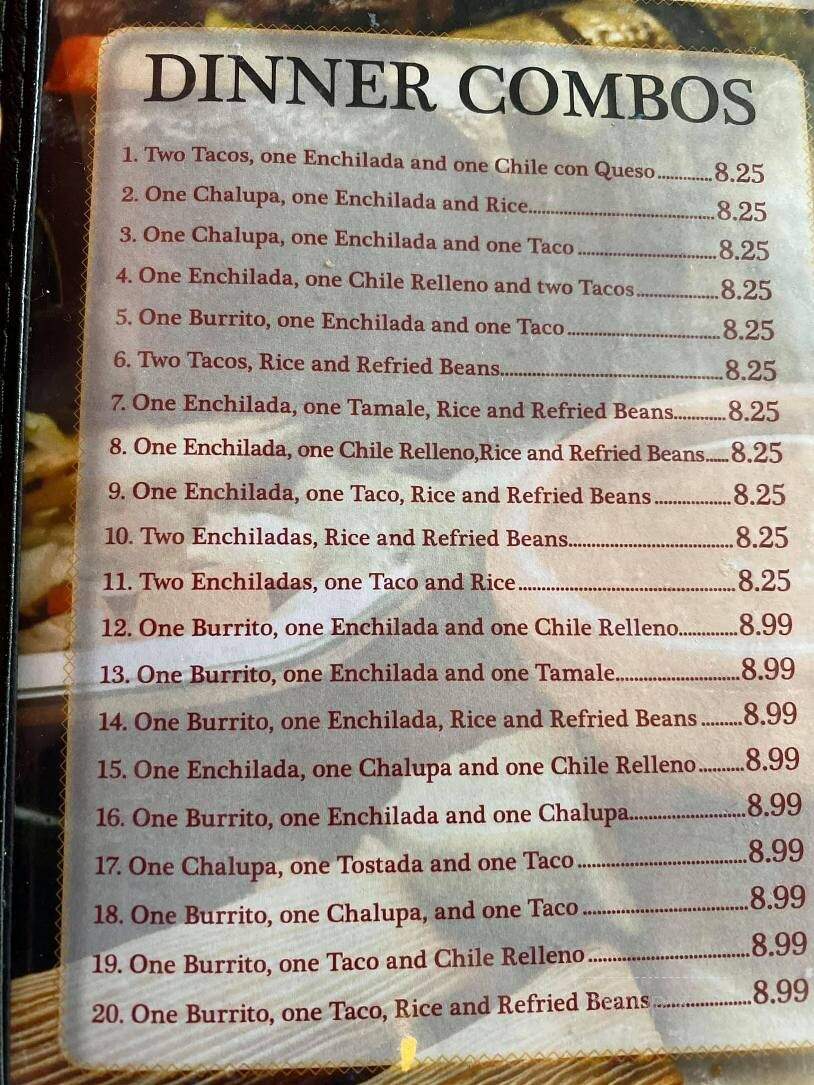 DINNER COMBOS
1. Two Tacos, one Enchilada and one Chile con Queso............8.25
2. One Chalupa, one Enchilada and Rice..........................................8.25
3. One Chalupa, one Enchilada and one Taco ...............................8.25
4. One Enchilada, one Chile Relleno and two Tacos..................8.25
5. One Burrito, one Enchilada and one Taco...................................8.25
6. Two Tacos, Rice and Refried Beans..................................................8.25
7. One Enchilada, one Tamale, Rice and Refried Beans............8.25
8. One Enchilada, one Chile Relleno,Rice and Refried Beans.....8.25
9. One Enchilada, one Taco, Rice and Refried Beans .................8.25
10. Two Enchiladas, Rice and Refried Beans.....................................8.25
11. Two Enchiladas, one Taco and Rice ................................................8.25
12. One Burrito, one Enchilada and one Chile Relleno.............8.99
13. One Burrito, one Enchilada and one Tamale............................8.99
14. One Burrito, one Enchilada, Rice and Refried Beans .........8.99
15. One Enchilada, one Chalupa and one Chile Relleno..........8.99
16. One Burrito, one Enchilada and one Chalupa..........................8.99
17. One Chalupa, one Tostada and one Taco ......................................8.99
18. One Burrito, one Chalupa, and one Taco .....................................8.99
19. One Burrito, one Taco and Chile Relleno ....................................8.99
20. One Burrito, one Taco, Rice and Refried Beans ......................8.99